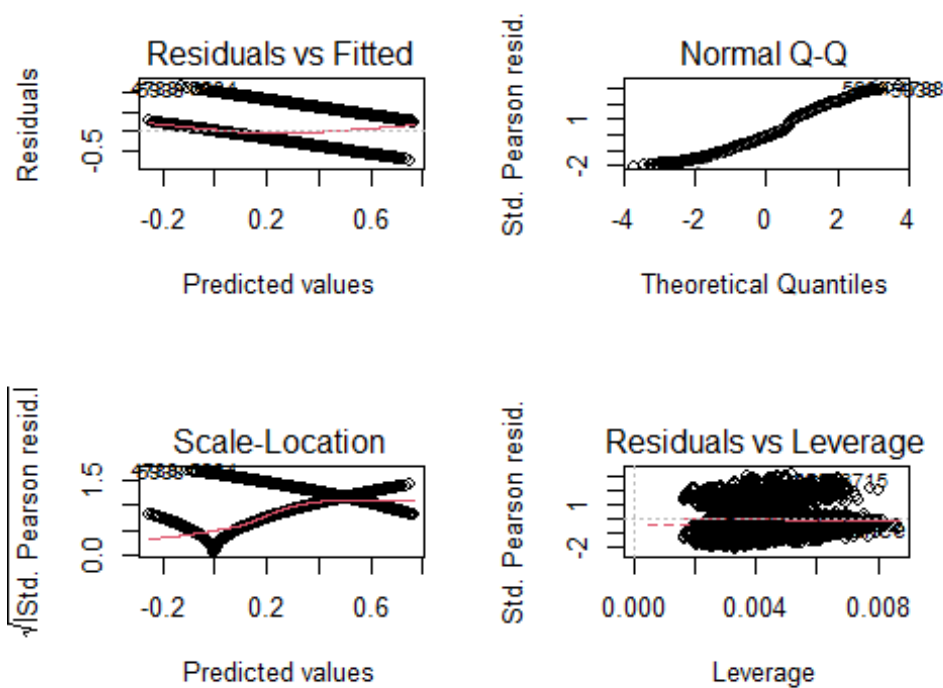 Residuals vs Fitted
Residuals
-0.5
-0.2 0.2 0.6
Predicted values
Normal Q-Q
Std. Pearson resid.
-2 1
-4 -2 0 2 4
Theoretical Quantiles
Scale-Location
√|Std. Pearson resid.|
0.0 1.5
-0.2 0.2 0.6
Predicted values
Residuals vs Leverage
Std. Pearson resid.
-2 1
0.000 0.004 0.008
Leverage